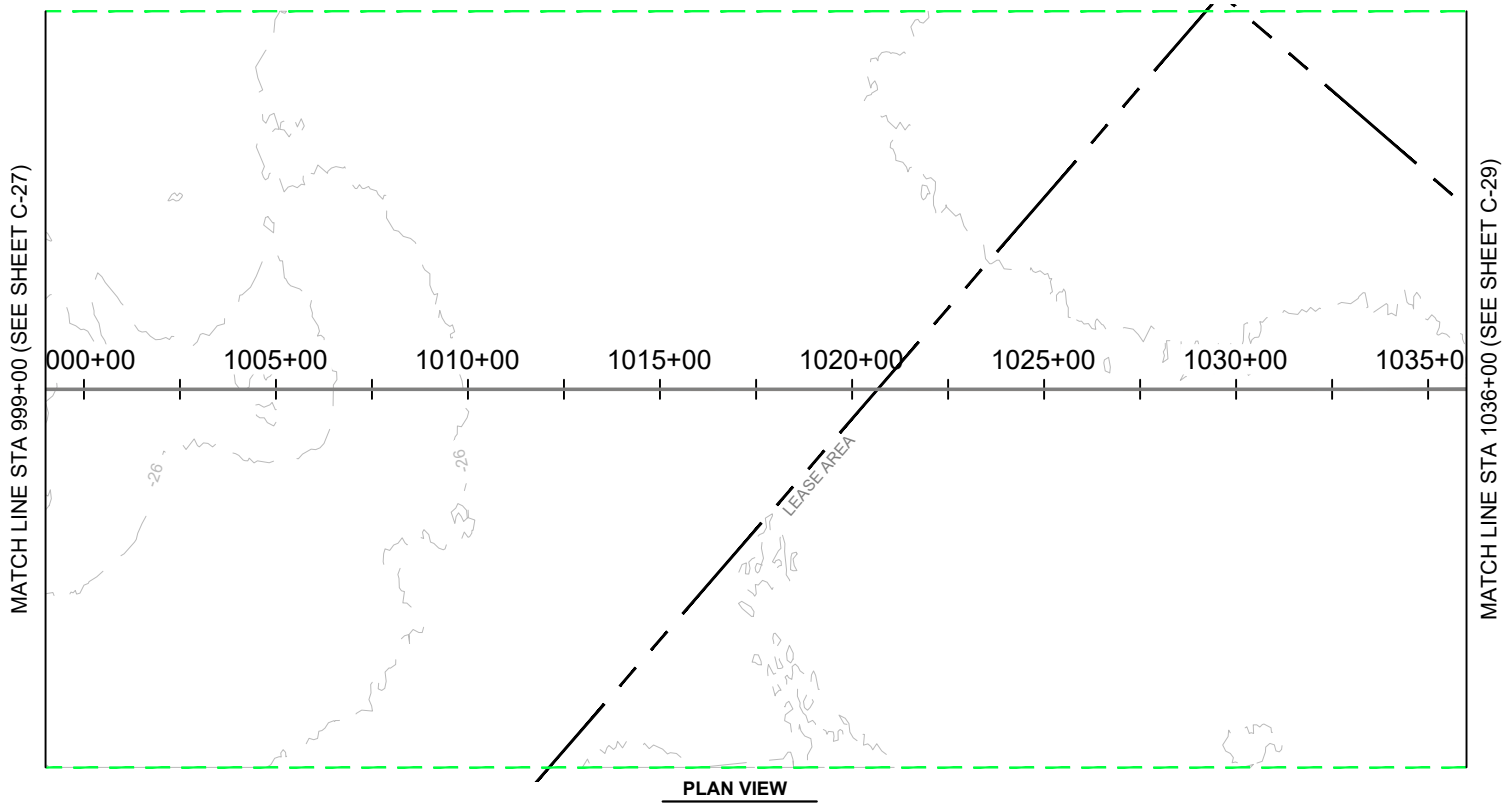 MATCH LINE STA 999+00 (SEE SHEET C-27)
000+00 1005+00 1010+00 1015+00 1020+00 1025+00 1030+00 1035+0
-26
-26
LEASE AREA
MATCH LINE STA 1036+00 (SEE SHEET C-29)
PLAN VIEW